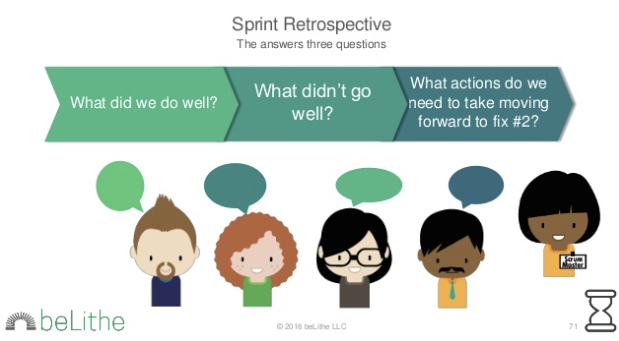 Sprint Retrospective
The answers three questions
What did we do well?
What didn’t go
well?
What actions do we
need to take moving
forward to fix #2?
Scrum
Master
beLithe
© 2016 beLithe LLC
71